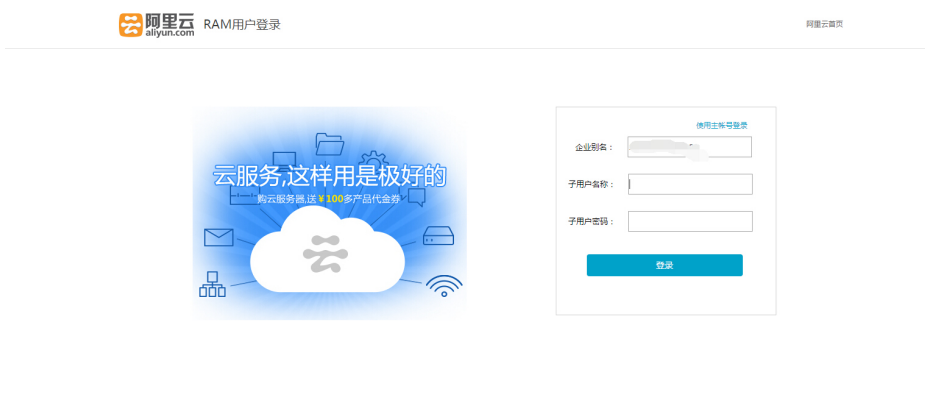 阿里云
aliyun.com
RAM用户登录
阿里云首页
云服务,这样用是极好的
购云服务器,送¥100多产品代金券
使用主帐号登录
企业别名：
子用户名称：
子用户密码：
登录